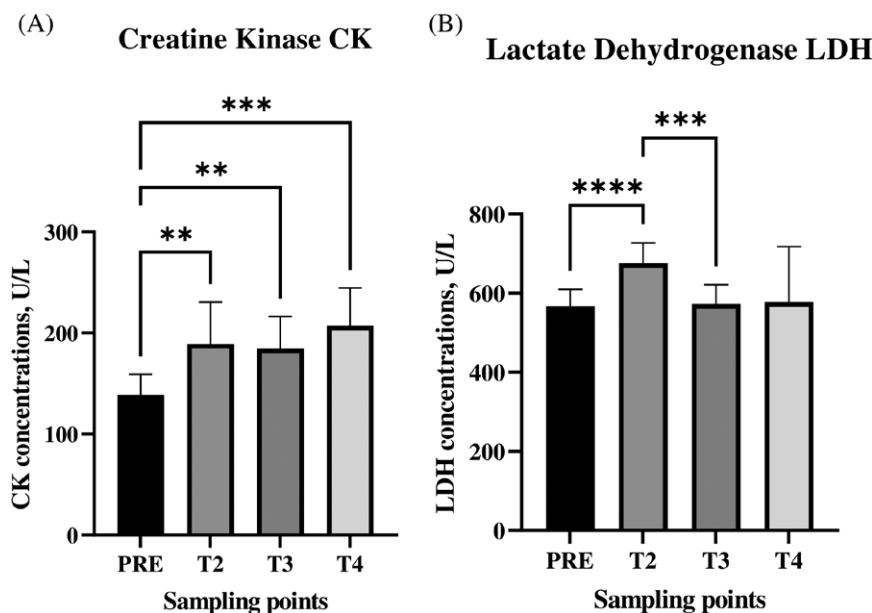 (A)
Creatine Kinase CK
***
**
**
300
200
100
0
CK concentrations, U/L
PRE T2 T3 T4
Sampling points
(B)
Lactate Dehydrogenase LDH
***
****
800
600
400
200
0
LDH concentrations, U/L
PRE T2 T3 T4
Sampling points